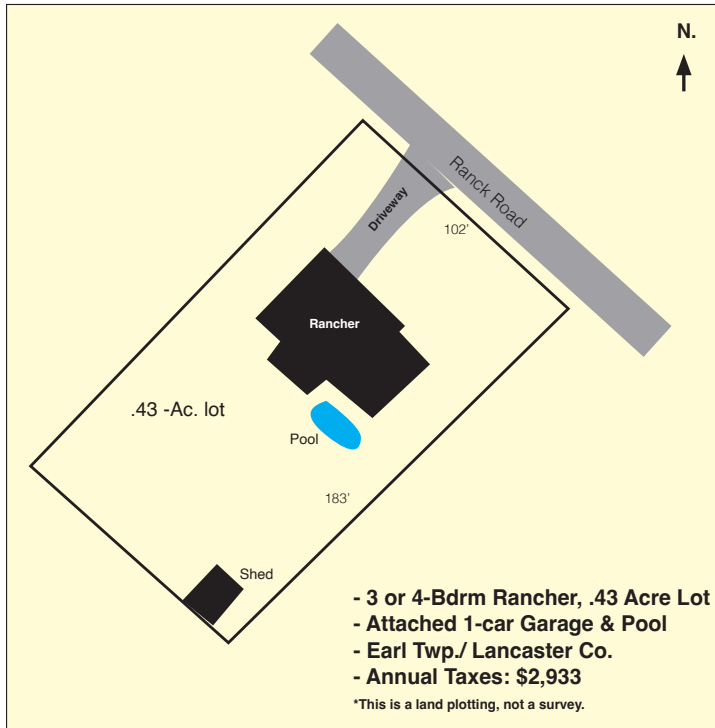 N.
Ranck Road
Driveway
102'
Rancher
.43 -Ac. lot
Pool
183'
Shed
- 3 or 4-Bdrm Rancher, .43 Acre Lot
- Attached 1-car Garage & Pool
- Earl Twp./ Lancaster Co.
- Annual Taxes: $2,933
*This is a land plotting, not a survey.